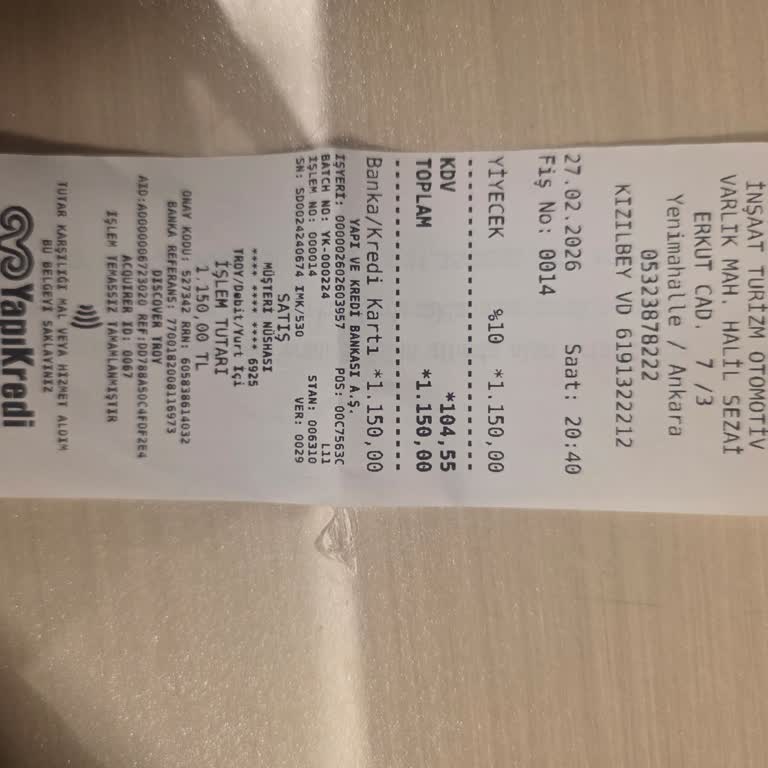 İNŞAAT TURİZM OTOMOTİV
VARLIK MAH. HALİL SEZAİ
ERKUT CAD. 7 /3
Yenimahalle / Ankara
05323878222
KIZILBEY VD 6191322212
27.02.2026 Saat: 20:40
Fiş No: 0014
YİYECEK %10 *1.150,00
KDV *104,55
TOPLAM *1.150,00
Banka/Kredi Kartı *1.150,00
YAPI VE KREDİ BANKASI A.Ş.
İŞYERİ: 000002602603957 POS: 00C7563C
BATCH NO: YK-000224 L11
İŞLEM NO: 000014 STAN: 006310
SN: SD0024240674 IMK/530 VER: 0029
SATIŞ
MÜŞTERİ NÜSHASI
**** **** **** 6925
TROY/Debit/Yurt İçi
İŞLEM TUTARI
1.150,00 TL
ONAY KODU: 527342 RRN: 605838614032
BANKA REFERANS: 7700182008116973
DISCOVER TROY
AID:A0000006723020 REF:DD788A50C4FDF2E4
ACQUIRER ID: 0067
İŞLEM TEMASSIZ TAMAMLANMIŞTIR
TUTAR KARŞILIĞI MAL VEYA HİZMET ALDIM
BU BELGEYİ SAKLAYINIZ
YapıKredi